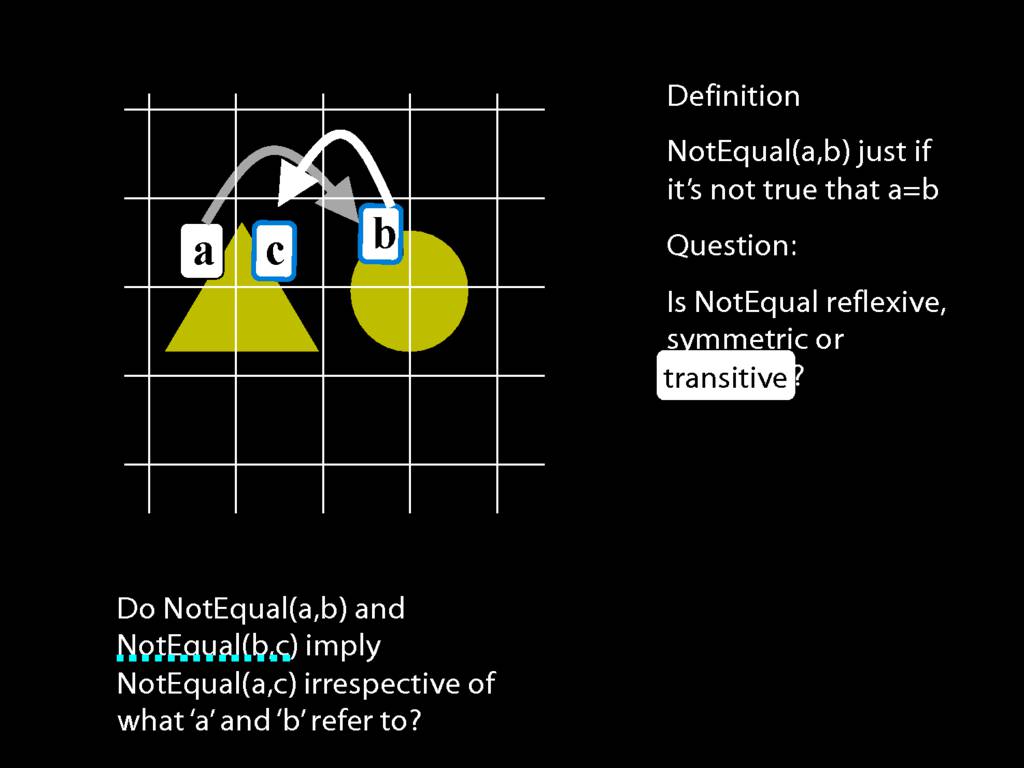 a
c
b
Definition
NotEqual(a,b) just if
it’s not true that a=b
Question:
Is NotEqual reflexive,
symmetric or
transitive?
Do NotEqual(a,b) and
NotEqual(b,c) imply
NotEqual(a,c) irrespective of
what ‘a’ and ‘b’ refer to?